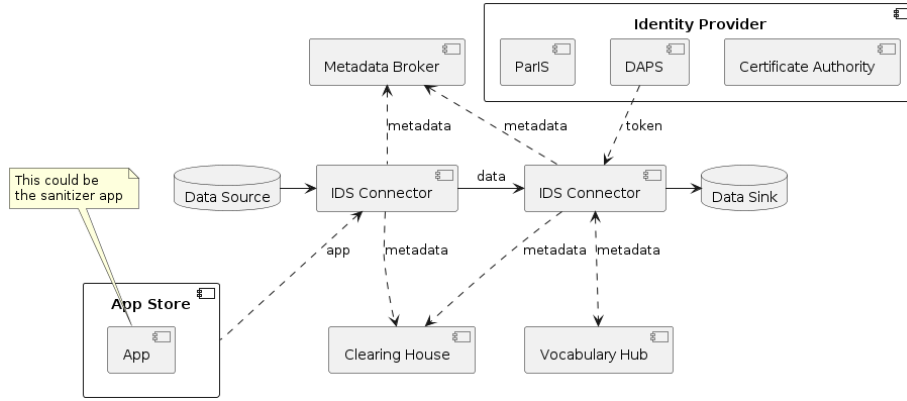 Identity Provider
Metadata Broker
ParIS
DAPS
Certificate Authority
metadata
metadata
token
This could be
the sanitizer app
Data Source
IDS Connector
data
IDS Connector
Data Sink
app
metadata
metadata
metadata
App Store
App
Clearing House
Vocabulary Hub